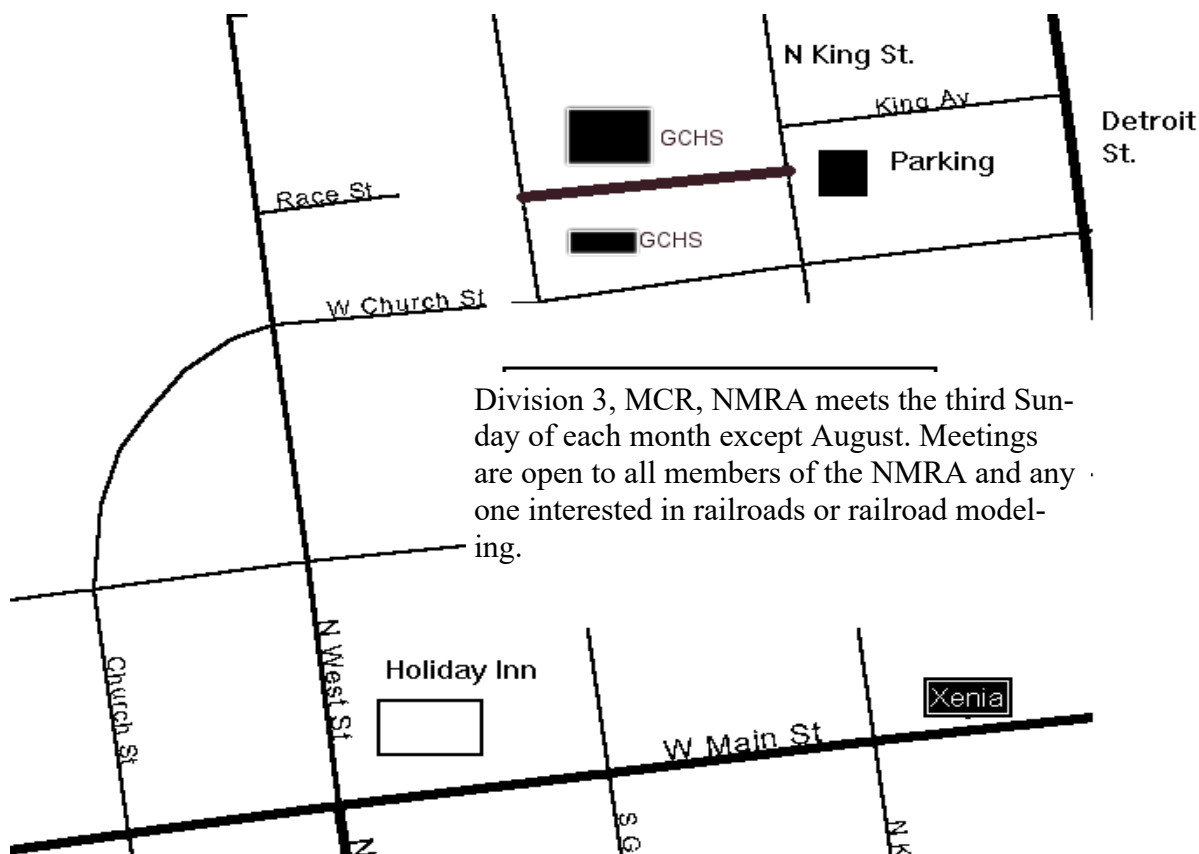 N King St.
King Av
Detroit
St.
GCHS
Parking
Race St
GCHS
W Church St
Division 3, MCR, NMRA meets the third Sun-
day of each month except August. Meetings
are open to all members of the NMRA and any
one interested in railroads or railroad model-
ing.
N West St
Church St
Holiday Inn
Xenia
W Main St
S G
N K
N